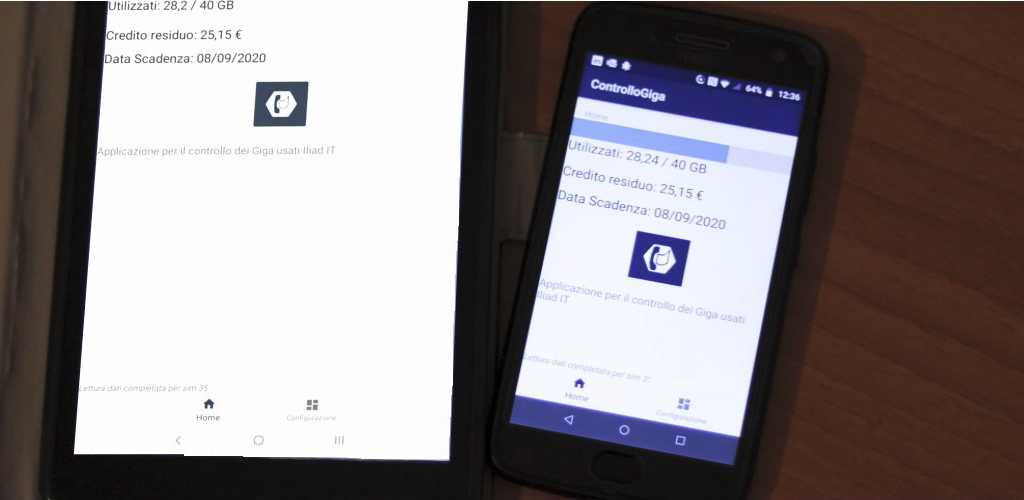 Utilizzati: 28,2 / 40 GB
Credito residuo: 25,15 €
Data Scadenza: 08/09/2020
Applicazione per il controllo dei Giga usati Iliad IT
Lettura dati completata per sim 35
Home
Configurazione
64% 12:36
ControlloGiga
Home
Utilizzati: 28,24 / 40 GB
Credito residuo: 25,15 €
Data Scadenza: 08/09/2020
Applicazione per il controllo dei Giga usati
Iliad IT
Lettura dati completata per sim
Home
Configurazione